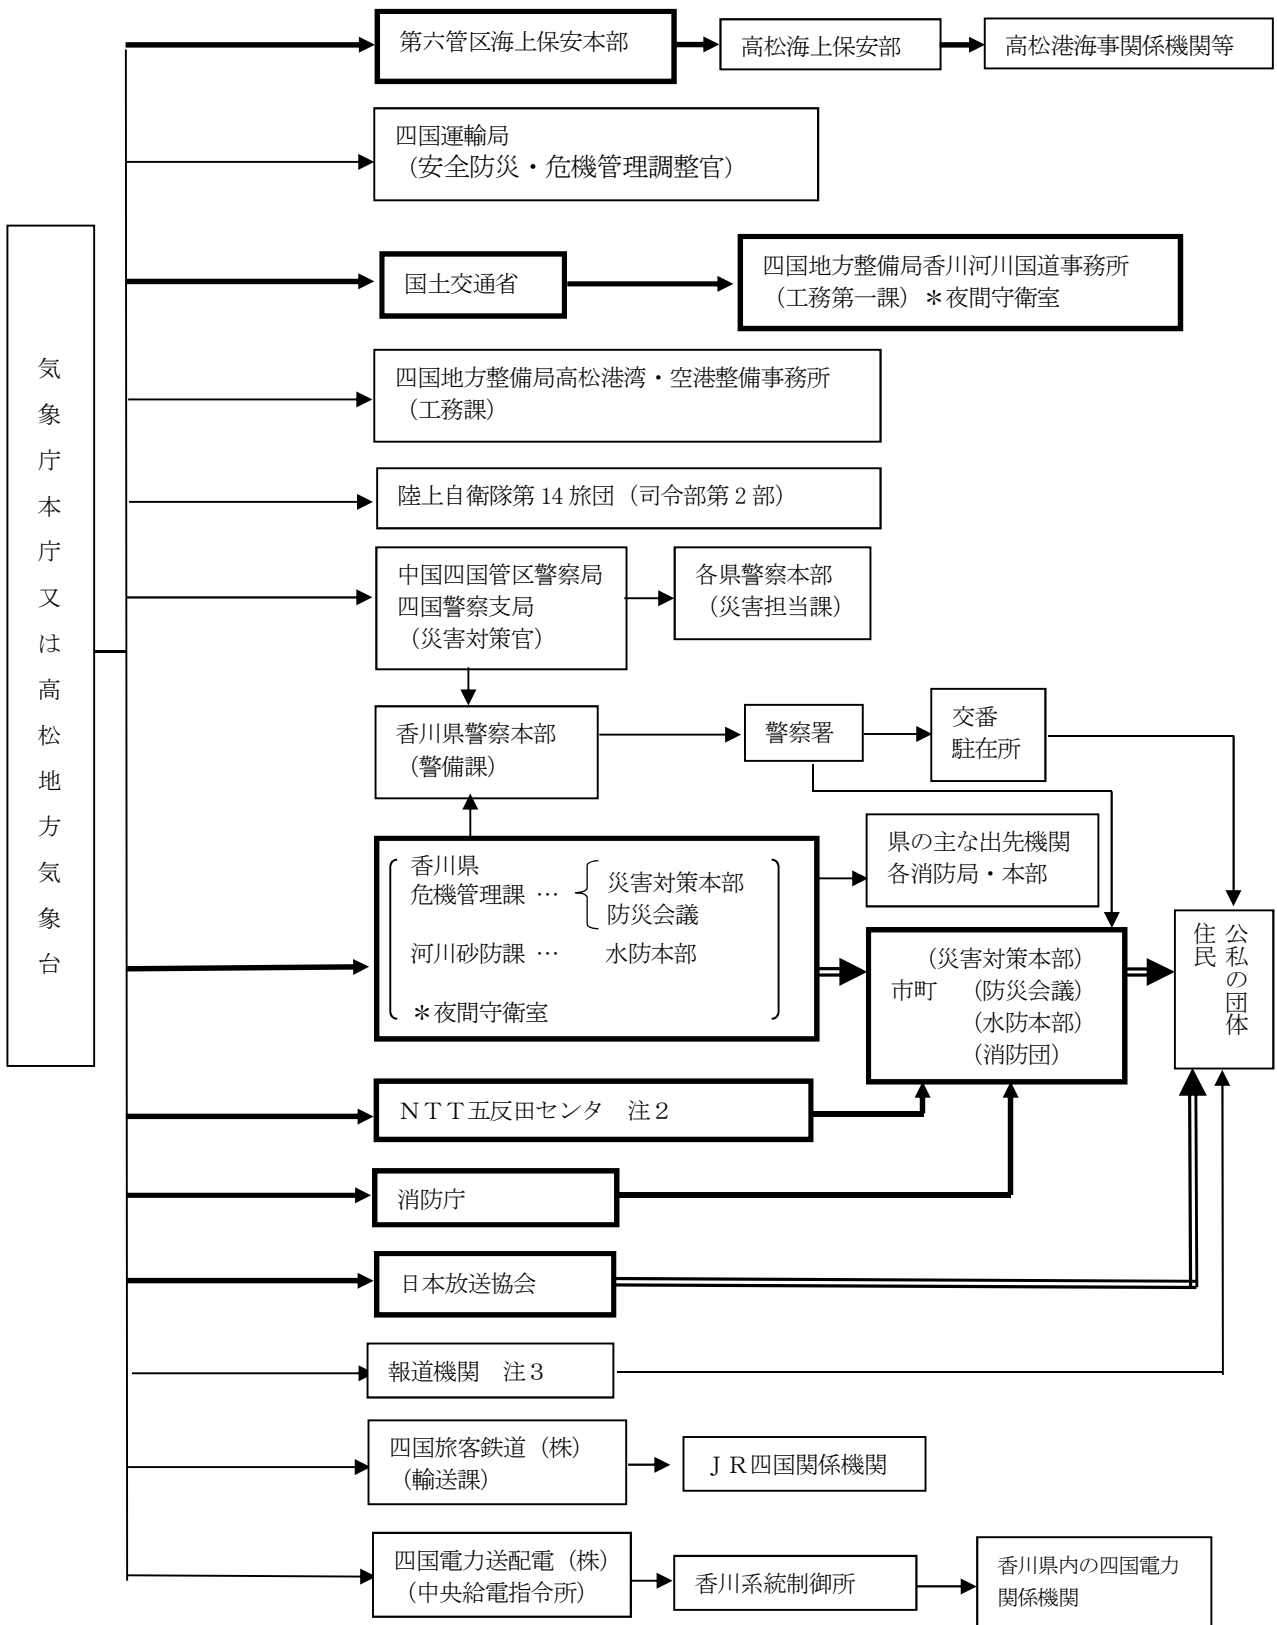 第六管区海上保安本部
高松海上保安部
高松港海事関係機関等
四国運輸局
（安全防災・危機管理調整官）
国土交通省
四国地方整備局香川河川国道事務所
（工務第一課）＊夜間守衛室
気象庁本庁又は高松地方気象台
四国地方整備局高松港湾・空港整備事務所
（工務課）
陸上自衛隊第 14 旅団（司令部第２部）
中国四国管区警察局
四国警察支局
（災害対策官）
各県警察本部
（災害担当課）
香川県警察本部
（警備課）
警察署
交番
駐在所
香川県
危機管理課 …
災害対策本部
防災会議
河川砂防課 …
水防本部
＊夜間守衛室
県の主な出先機関
各消防局・本部
（災害対策本部）
市町 （防災会議）
（水防本部）
（消防団）
公私の団体
住民
ＮＴＴ五反田センタ　注２
消防庁
日本放送協会
報道機関　注３
四国旅客鉄道（株）
（輸送課）
ＪＲ四国関係機関
四国電力送配電（株）
（中央給電指令所）
香川系統制御所
香川県内の四国電力
関係機関